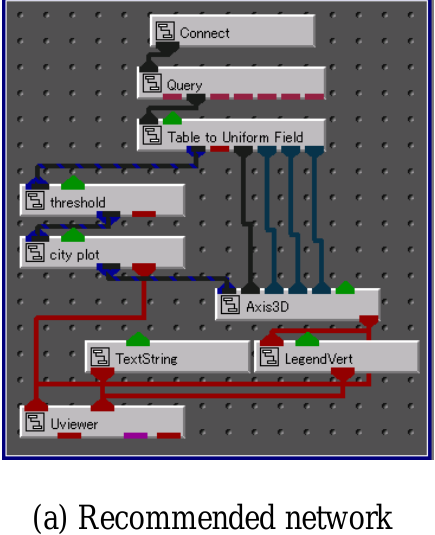 Connect
Query
Table to Uniform Field
threshold
city plot
Axis3D
TextString
LegendVert
Uviewer
(a) Recommended network